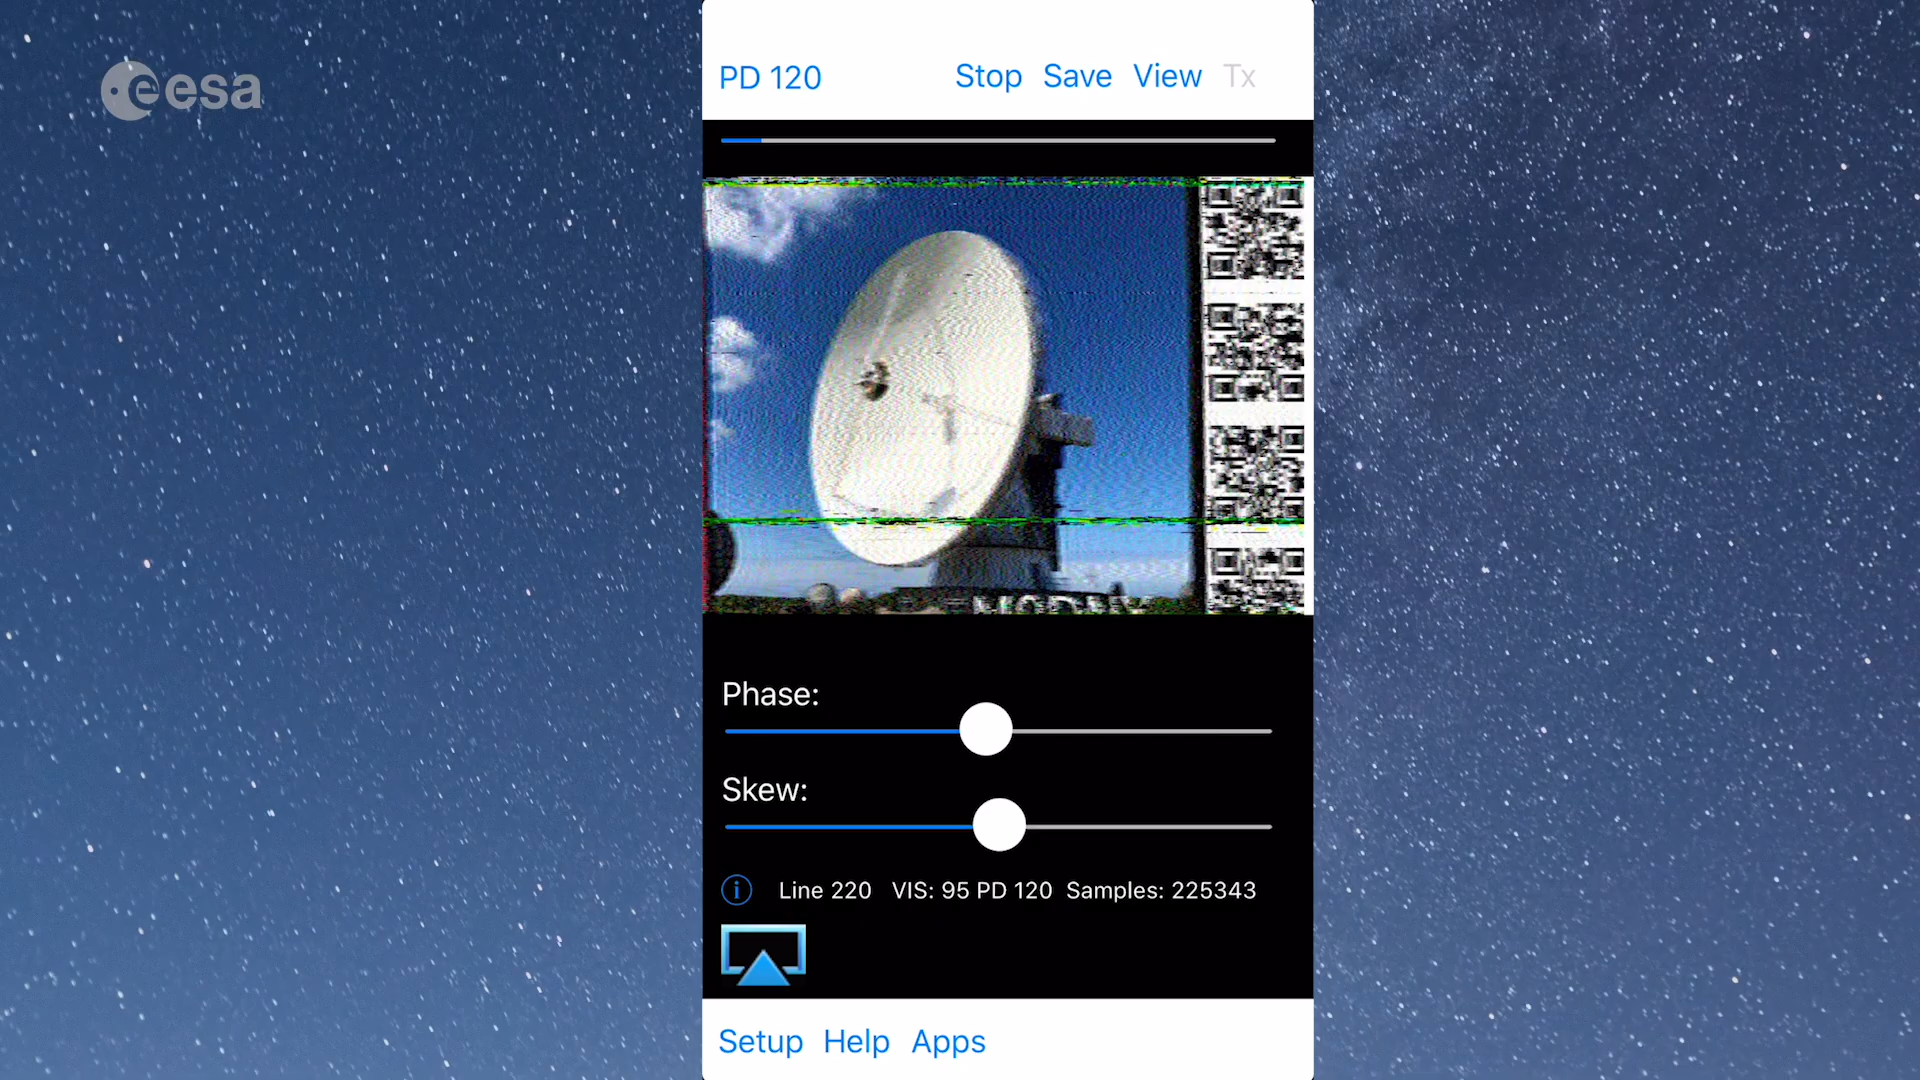 eesa
PD 120 Stop Save View Tx
Phase:
Skew:
Line 220 VIS: 95 PD 120 Samples: 225343
Setup Help Apps